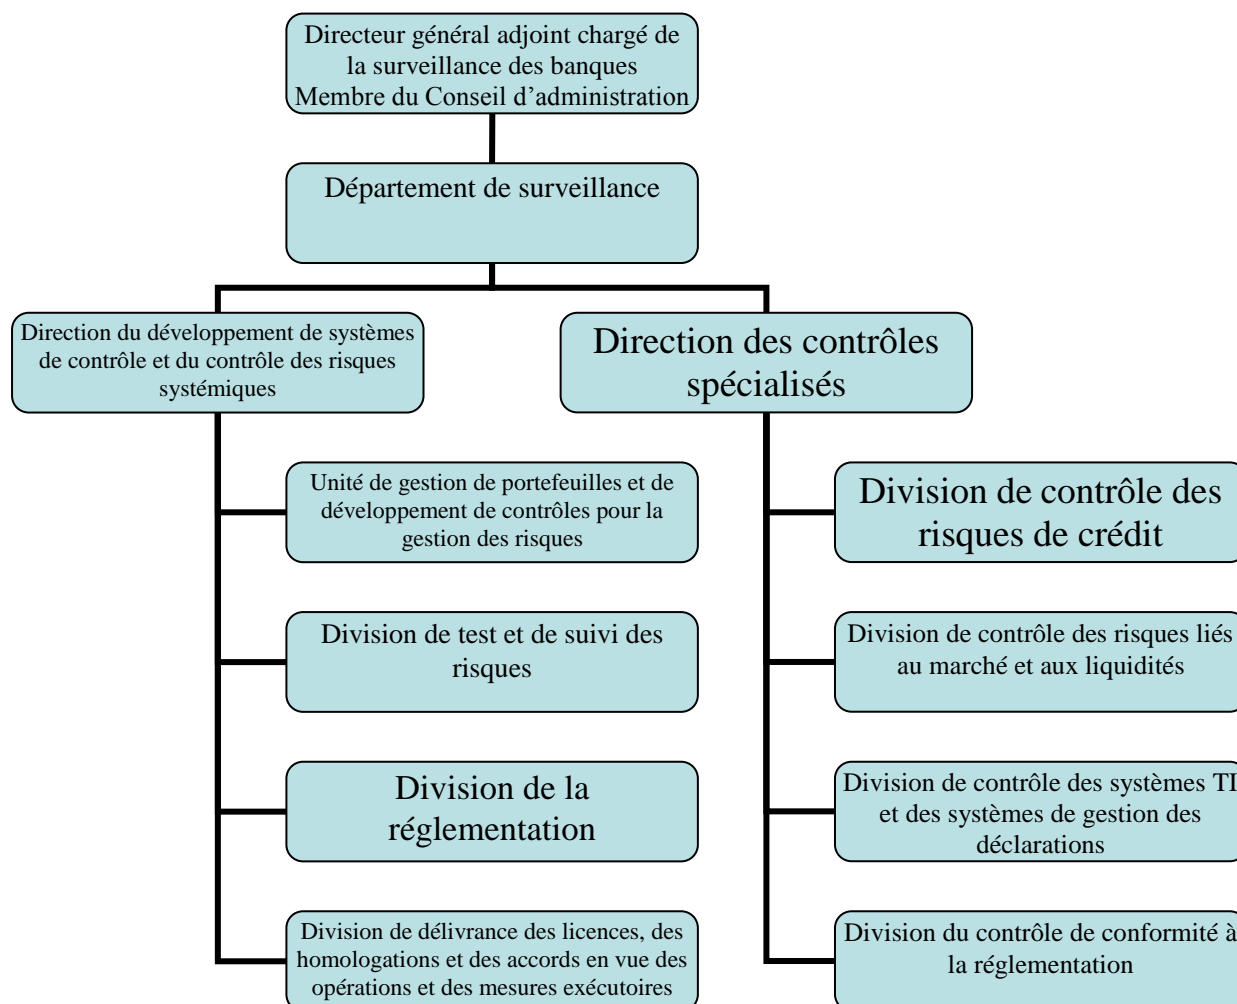 Directeur général adjoint chargé de
la surveillance des banques
Membre du Conseil d’administration
Département de surveillance
Direction du développement de systèmes
de contrôle et du contrôle des risques
systémiques
Direction des contrôles
spécialisés
Unité de gestion de portefeuilles et de
développement de contrôles pour la
gestion des risques
Division de contrôle des
risques de crédit
Division de test et de suivi des
risques
Division de contrôle des risques liés
au marché et aux liquidités
Division de la
réglementation
Division de contrôle des systèmes TI
et des systèmes de gestion des
déclarations
Division de délivrance des licences, des
homologations et des accords en vue des
opérations et des mesures exécutoires
Division du contrôle de conformité à
la réglementation